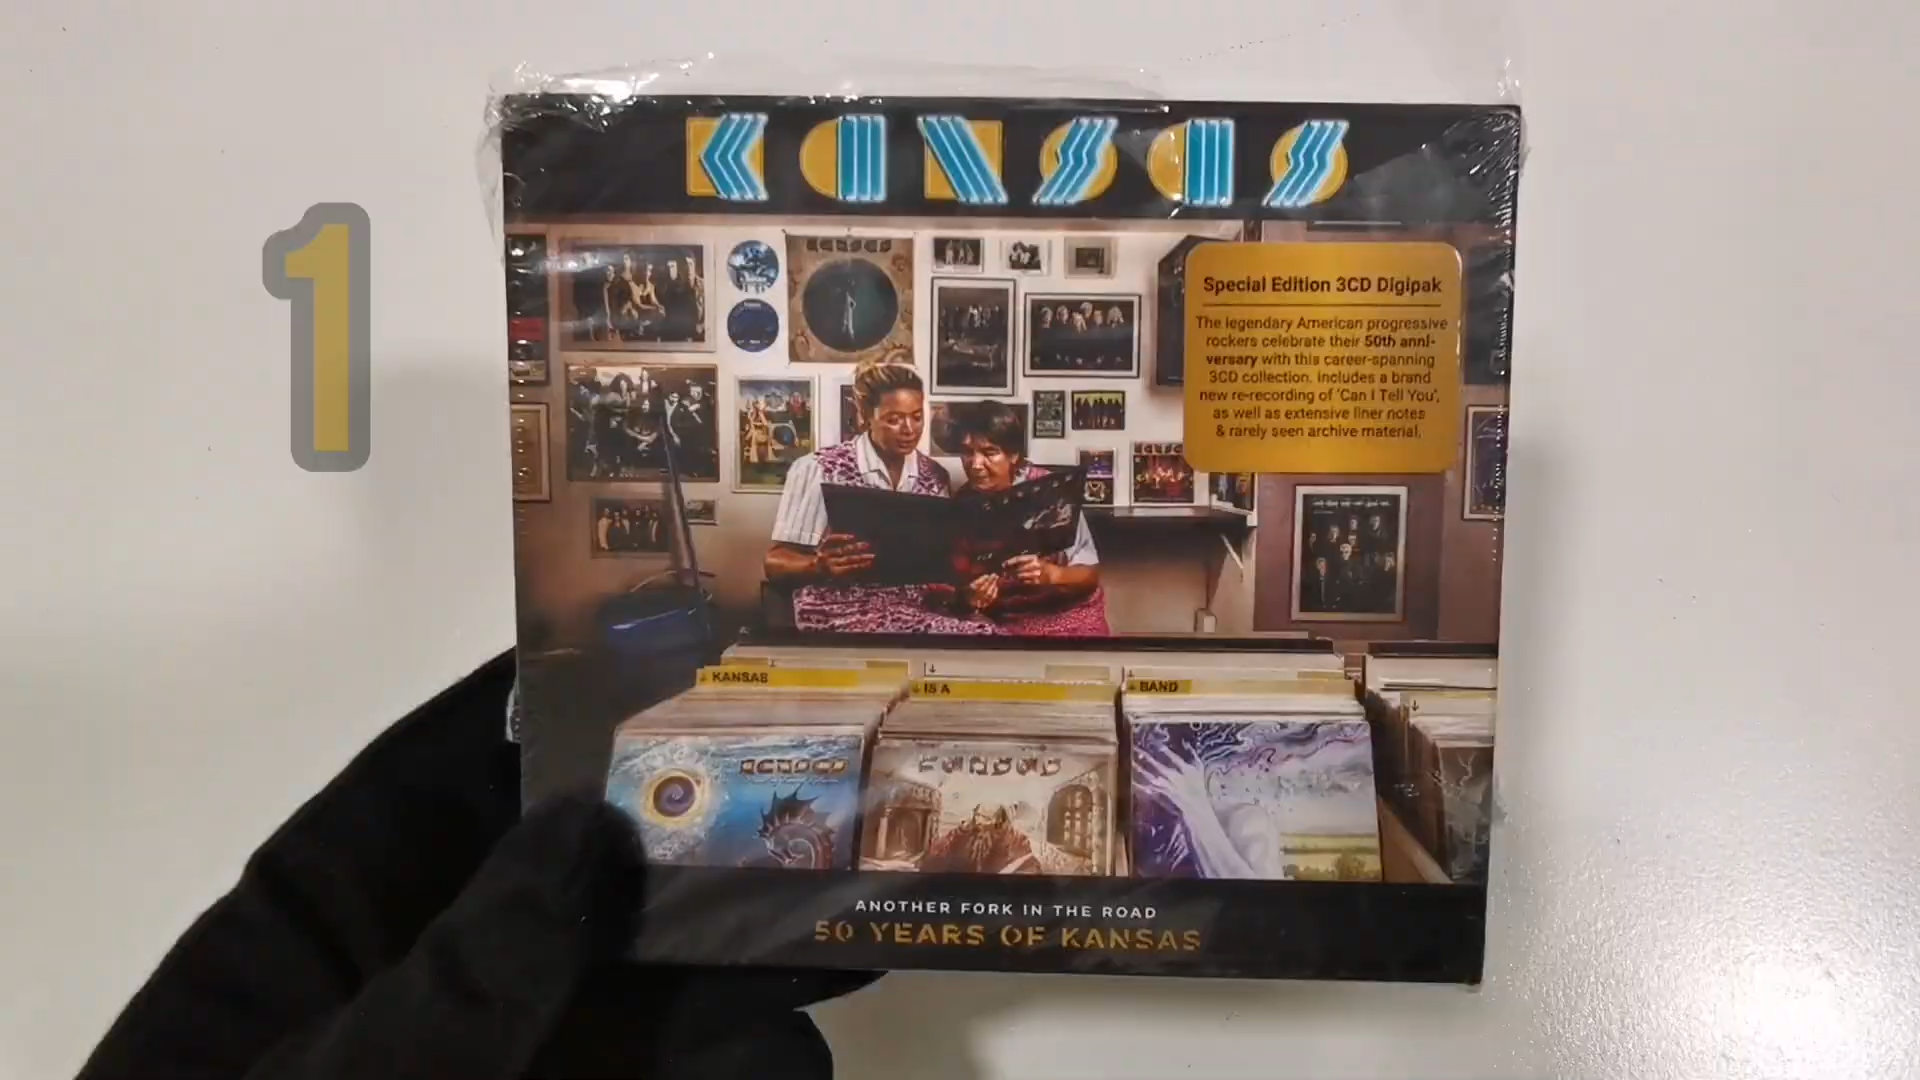 KANSAS
1
Special Edition 3CD Digipak
The legendary American progressive
rockers celebrate their 50th anni-
versary with this career-spanning
3CD collection. Includes a brand
new re-recording of 'Can I Tell You',
as well as extensive liner notes
& rarely seen archive material.
KANSAS
IS A
BAND
KANSAS
KANSAS
ANOTHER FORK IN THE ROAD
50 YEARS OF KANSAS